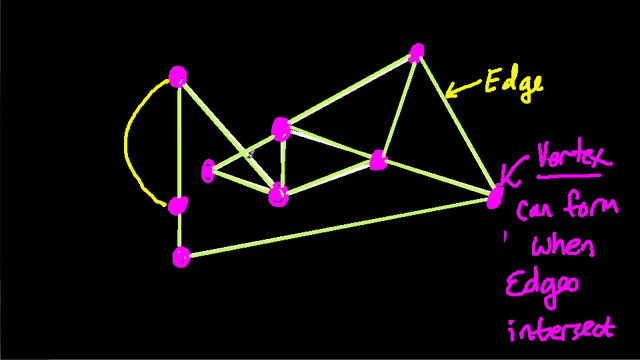 Edge
Vertex
can form
when
Edges
intersect